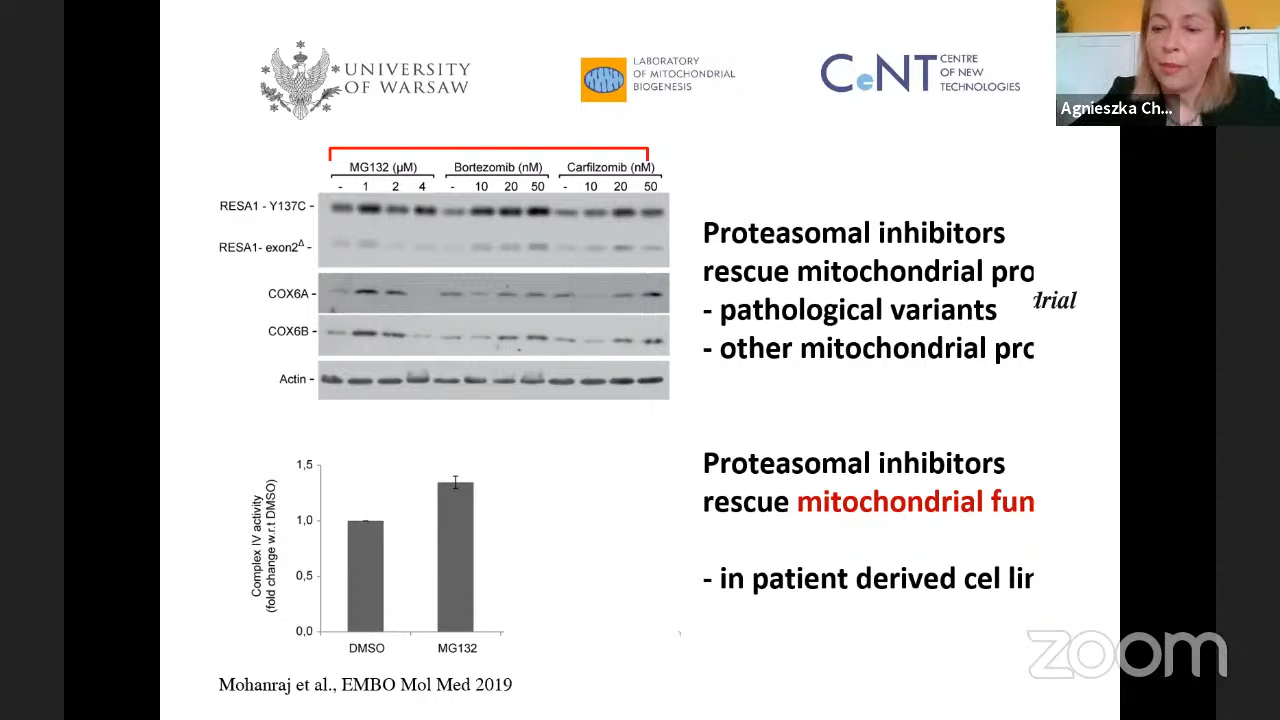 UNIVERSITY
OF WARSAW
LABORATORY
OF MITOCHONDRIAL
BIOGENESIS
CeNT
CENTRE
OF NEW
TECHNOLOGIES
Agnieszka Ch...
MG132 (µM) Bortezomib (nM) Carfilzomib (nM)
- 1 2 4 - 10 20 50 - 10 20 50
RESA1 - Y137C -
RESA1- exon2Δ -
COX6A -
COX6B -
Actin -
Proteasomal inhibitors
rescue mitochondrial pro
- pathological variants
drial
- other mitochondrial pro
Complex IV activity
(fold change w.r.t DMSO)
1,5
1,0
0,5
0,0
DMSO MG132
Proteasomal inhibitors
rescue mitochondrial fun
- in patient derived cel lin
Mohanraj et al., EMBO Mol Med 2019
zoom